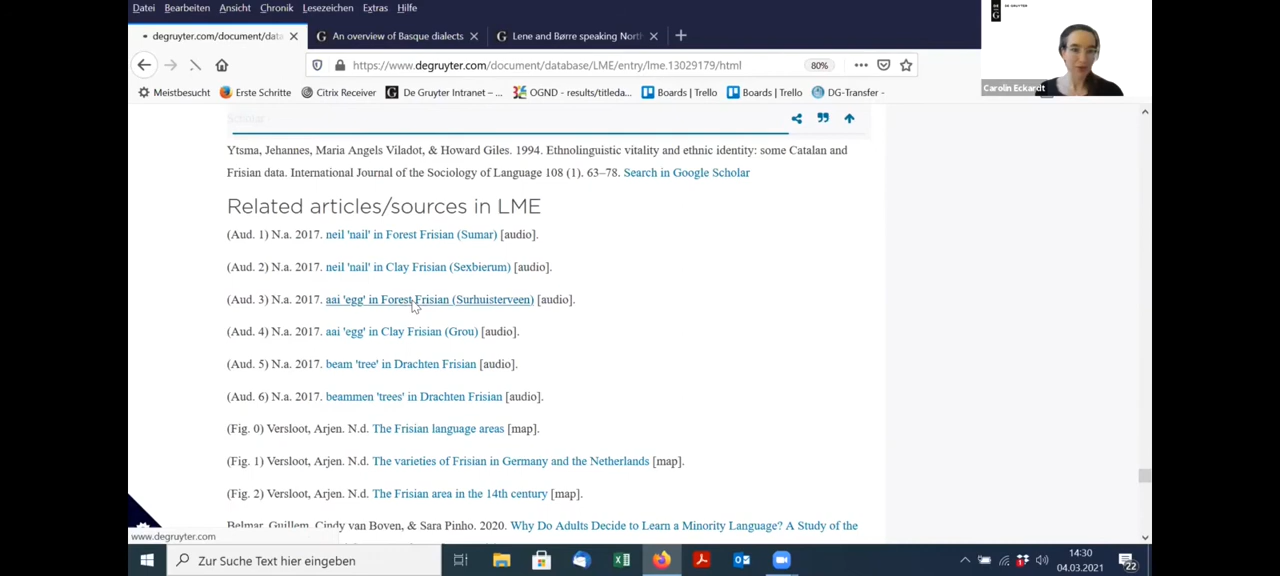 Datei Bearbeiten Ansicht Chronik Lesezeichen Extras Hilfe
DE GRUYTER
degruyter.com/document/data
An overview of Basque dialects
Lene and Børre speaking Nort
https://www.degruyter.com/document/database/LME/entry/lme.13029179/html
80%
Carolin Eckardt
Meistbesucht Erste Schritte Citrix Receiver De Gruyter Intranet – ... OGND - results/titleda... Boards | Trello Boards | Trello DG-Transfer -
Scholar
Ytsma, Jehannes, Maria Angels Viladot, & Howard Giles. 1994. Ethnolinguistic vitality and ethnic identity: some Catalan and
Frisian data. International Journal of the Sociology of Language 108 (1). 63–78. Search in Google Scholar
Related articles/sources in LME
(Aud. 1) N.a. 2017. neil 'nail' in Forest Frisian (Sumar) [audio].
(Aud. 2) N.a. 2017. neil 'nail' in Clay Frisian (Sexbierum) [audio].
(Aud. 3) N.a. 2017. aai 'egg' in Forest Frisian (Surhuisterveen) [audio].
(Aud. 4) N.a. 2017. aai 'egg' in Clay Frisian (Grou) [audio].
(Aud. 5) N.a. 2017. beam 'tree' in Drachten Frisian [audio].
(Aud. 6) N.a. 2017. beammen 'trees' in Drachten Frisian [audio].
(Fig. 0) Versloot, Arjen. N.d. The Frisian language areas [map].
(Fig. 1) Versloot, Arjen. N.d. The varieties of Frisian in Germany and the Netherlands [map].
(Fig. 2) Versloot, Arjen. N.d. The Frisian area in the 14th century [map].
Belmar, Guillem, Cindy van Boven, & Sara Pinho. 2020. Why Do Adults Decide to Learn a Minority Language? A Study of the
www.degruyter.com
Zur Suche Text hier eingeben
14:30
04.03.2021
22